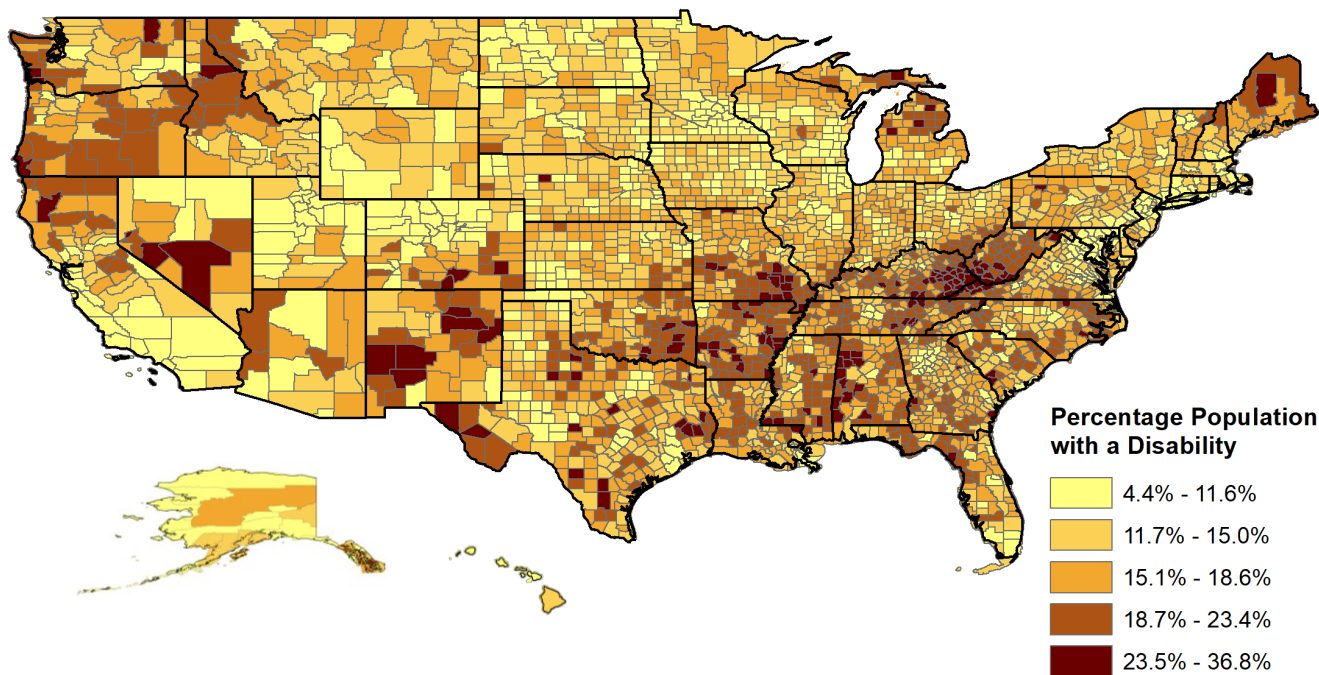 Percentage Population
with a Disability
4.4% - 11.6%
11.7% - 15.0%
15.1% - 18.6%
18.7% - 23.4%
23.5% - 36.8%